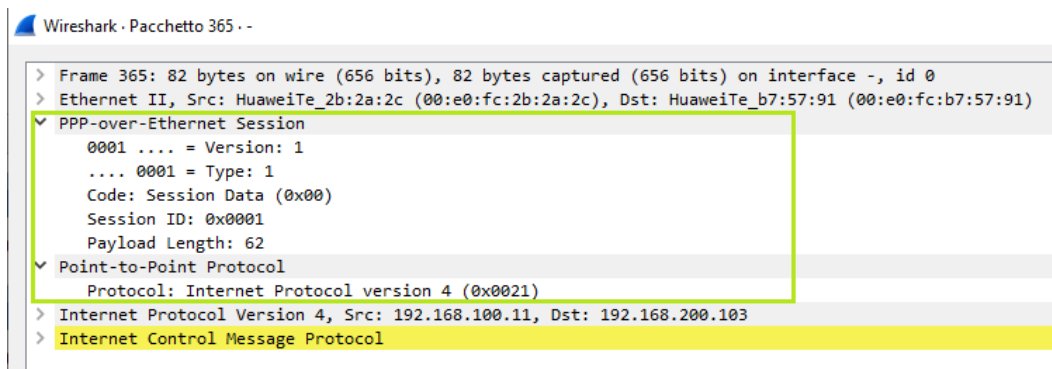 Wireshark · Pacchetto 365 · -
> Frame 365: 82 bytes on wire (656 bits), 82 bytes captured (656 bits) on interface -, id 0
> Ethernet II, Src: HuaweiTe_2b:2a:2c (00:e0:fc:2b:2a:2c), Dst: HuaweiTe_b7:57:91 (00:e0:fc:b7:57:91)
PPP-over-Ethernet Session
0001 .... = Version: 1
.... 0001 = Type: 1
Code: Session Data (0x00)
Session ID: 0x0001
Payload Length: 62
Point-to-Point Protocol
Protocol: Internet Protocol version 4 (0x0021)
> Internet Protocol Version 4, Src: 192.168.100.11, Dst: 192.168.200.103
> Internet Control Message Protocol